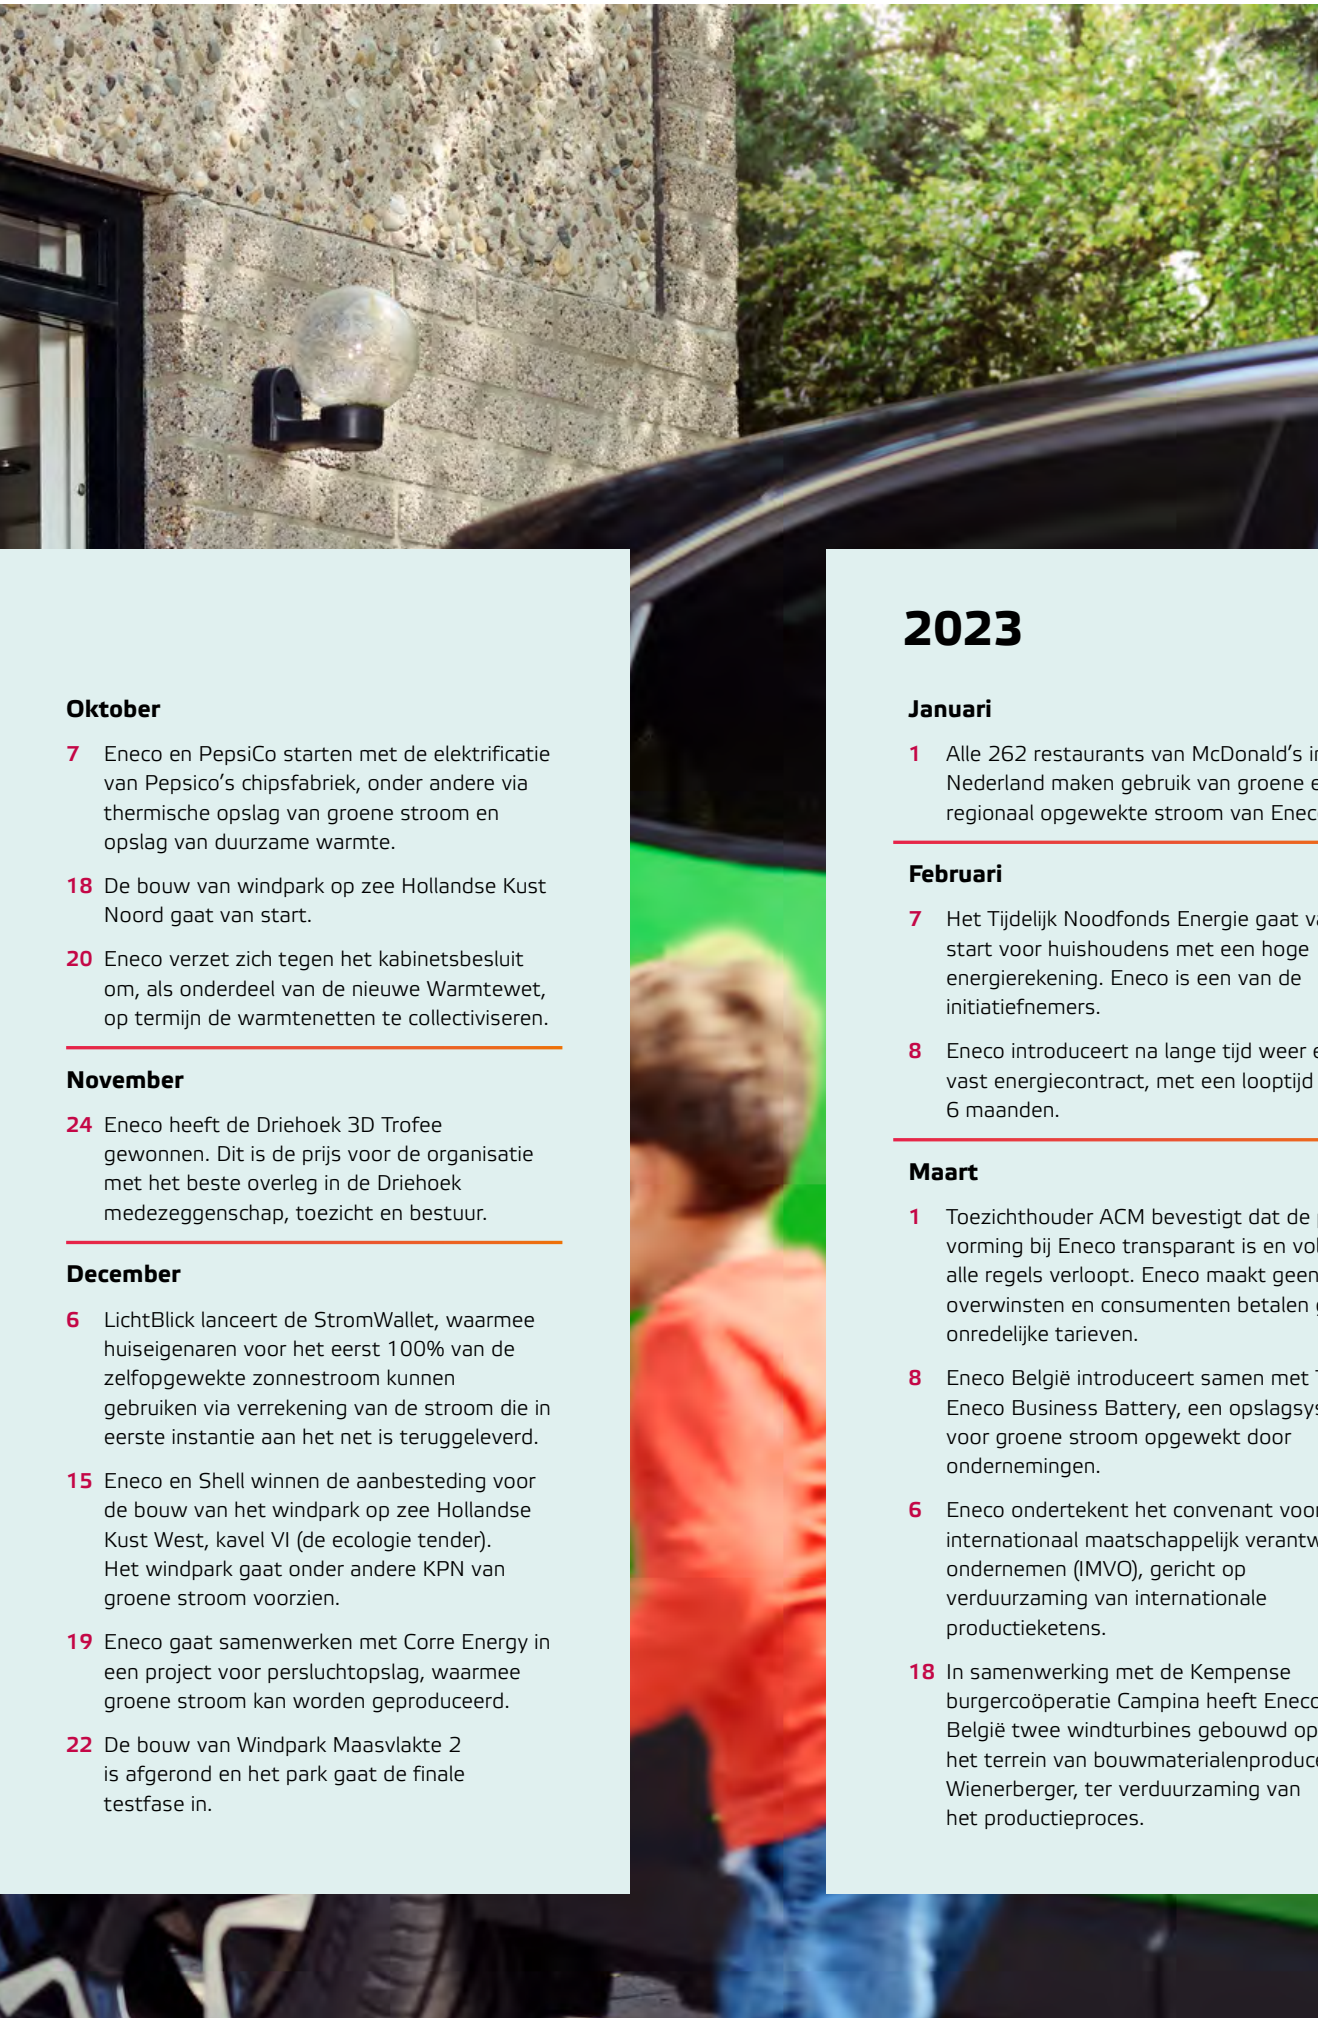 Oktober
7 Eneco en PepsiCo starten met de elektrificatie
van Pepsico’s chipsfabriek, onder andere via
thermische opslag van groene stroom en
opslag van duurzame warmte.
18 De bouw van windpark op zee Hollandse Kust
Noord gaat van start.
20 Eneco verzet zich tegen het kabinetsbesluit
om, als onderdeel van de nieuwe Warmtewet,
op termijn de warmtenetten te collectiviseren.
November
24 Eneco heeft de Driehoek 3D Trofee
gewonnen. Dit is de prijs voor de organisatie
met het beste overleg in de Driehoek
medezeggenschap, toezicht en bestuur.
December
6 LichtBlick lanceert de StromWallet, waarmee
huiseigenaren voor het eerst 100% van de
zelfopgewekte zonnestroom kunnen
gebruiken via verrekening van de stroom die in
eerste instantie aan het net is teruggeleverd.
15 Eneco en Shell winnen de aanbesteding voor
de bouw van het windpark op zee Hollandse
Kust West, kavel VI (de ecologie tender).
Het windpark gaat onder andere KPN van
groene stroom voorzien.
19 Eneco gaat samenwerken met Corre Energy in
een project voor persluchtopslag, waarmee
groene stroom kan worden geproduceerd.
22 De bouw van Windpark Maasvlakte 2
is afgerond en het park gaat de finale
testfase in.
2023
Januari
1 Alle 262 restaurants van McDonald’s
Nederland maken gebruik van groene
regionaal opgewekte stroom van
Februari
7 Het Tijdelijk Noodfonds Energie gaat
start voor huishoudens met een hoge
energierekening. Eneco is een van de
initiatiefnemers.
8 Eneco introduceert na lange tijd weer
vast energiecontract, met een looptijd
6 maanden.
Maart
1 Toezichthouder ACM bevestigt dat de
vorming bij Eneco transparant is en
alle regels verloopt. Eneco maakt geen
overwinsten en consumenten betalen
onredelijke tarieven.
8 Eneco België introduceert samen met
Eneco Business Battery, een
voor groene stroom opgewekt door
ondernemingen.
6 Eneco ondertekent het convenant voor
internationaal maatschappelijk
ondernemen (IMVO), gericht op
verduurzaming van internationale
productieketens.
18 In samenwerking met de Kempense
burgercoöperatie Campina heeft Eneco
België twee windturbines gebouwd op
het terrein van
Wienerberger, ter verduurzaming van
het productieproces.